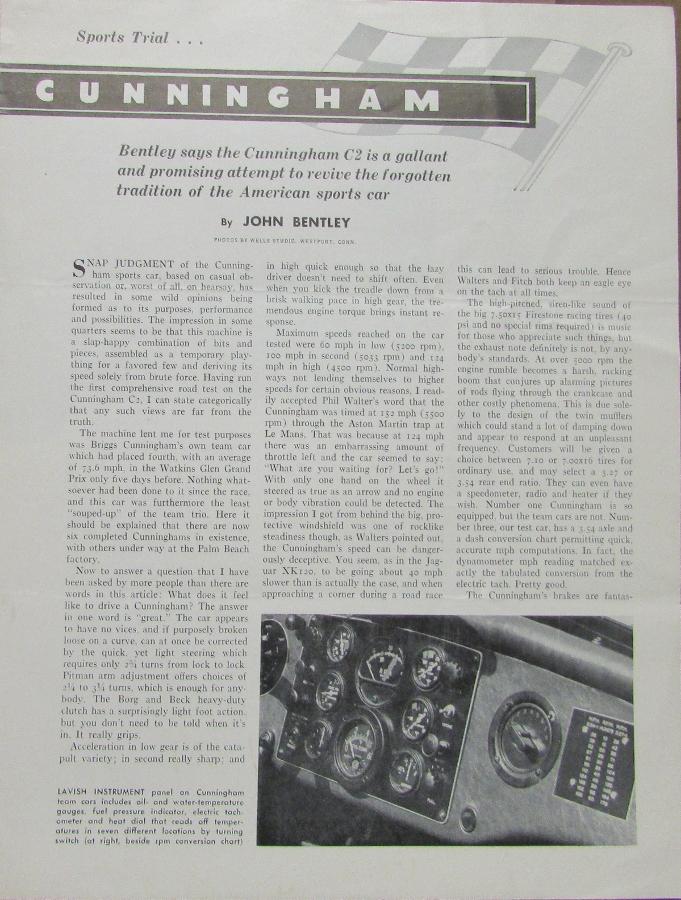 Sports Trial . . .
CUNNINGHAM
Bentley says the Cunningham C2 is a gallant
and promising attempt to revive the forgotten
tradition of the American sports car
By JOHN BENTLEY
PHOTOS BY WELLS STUDIO, WESTPORT, CONN.
SNAP JUDGMENT of the Cunning-
ham sports car, based on casual ob-
servation or, worst of all, on hearsay, has
resulted in some wild opinions being
formed as to its purposes, performance
and possibilities. The impression in some
quarters seems to be that this machine is
a slap-happy combination of bits and
pieces, assembled as a temporary play-
thing for a favored few and deriving its
speed solely from brute force. Having run
the first comprehensive road test on the
Cunningham C2, I can state categorically
that any such views are far from the
truth.
The machine lent me for test purposes
was Briggs Cunningham's own team car
which had placed fourth, with an average
of 73.6 mph, in the Watkins Glen Grand
Prix only five days before. Nothing what-
soever had been done to it since the race,
and this car was furthermore the least
"souped-up" of the team trio. Here it
should be explained that there are now
six completed Cunninghams in existence,
with others under way at the Palm Beach
factory.
Now to answer a question that I have
been asked by more people than there are
words in this article: What does it feel
like to drive a Cunningham? The answer
in one word is "great." The car appears
to have no vices, and if purposely broken
loose on a curve, can at once be corrected
by the quick, yet light steering which
requires only 2¾ turns from lock to lock.
Pitman arm adjustment offers choices of
2¼ to 3¼ turns, which is enough for any-
body. The Borg and Beck heavy-duty
clutch has a surprisingly light foot action,
but you don't need to be told when it's
in. It really grips.
Acceleration in low gear is of the cata-
pult variety; in second really sharp; and
in high quick enough so that the lazy
driver doesn't need to shift often. Even
when you kick the treadle down from a
brisk walking pace in high gear, the tre-
mendous engine torque brings instant re-
sponse.
Maximum speeds reached on the car
tested were 60 mph in low (5200 rpm),
100 mph in second (5033 rpm) and 124
mph in high (4500 rpm). Normal high-
ways not lending themselves to higher
speeds for certain obvious reasons, I read-
ily accepted Phil Walter's word that the
Cunningham was timed at 152 mph (5500
rpm) through the Aston Martin trap at
Le Mans. That was because at 124 mph
there was an embarrassing amount of
throttle left and the car seemed to say:
"What are you waiting for? Let's go!"
With only one hand on the wheel it
steered as true as an arrow and no engine
or body vibration could be detected. The
impression I got from behind the big, pro-
tective windshield was one of rocklike
steadiness though, as Walters pointed out,
the Cunningham's speed can be danger-
ously deceptive. You seem, as in the Jag-
uar XK120, to be going about 40 mph
slower than is actually the case, and when
approaching a corner during a road race
this can lead to serious trouble. Hence
Walters and Fitch both keep an eagle eye
on the tach at all times.
The high-pitched, siren-like sound of
the big 7.50x15 Firestone racing tires (40
psi and no special rims required) is music
for those who appreciate such things, but
the exhaust note definitely is not, by any-
body's standards. At over 3000 rpm the
engine rumble becomes a harsh, racking
boom that conjures up alarming pictures
of rods flying through the crankcase and
other costly phenomena. This is due sole-
ly to the design of the twin mufflers
which could stand a lot of damping down
and appear to respond at an unpleasant
frequency. Customers will be given a
choice between 7.10 or 7.00x16 tires for
ordinary use, and may select a 3.27 or
3.54 rear end ratio. They can even have
a speedometer, radio and heater if they
wish. Number one Cunningham is so
equipped, but the team cars are not. Num-
ber three, our test car, has a 3.54 axle and
a dash conversion chart permitting quick,
accurate mph computations. In fact, the
dynamometer mph reading matched ex-
actly the tabulated conversion from the
electric tach. Pretty good.
The Cunningham's brakes are fantas-
LAVISH INSTRUMENT panel on Cunningham
team cars includes oil- and water-temperature
gauges, fuel pressure indicator, electric tach-
ometer and heat dial that reads off temper-
atures in seven different locations by turning
switch (at right, beside rpm conversion chart)